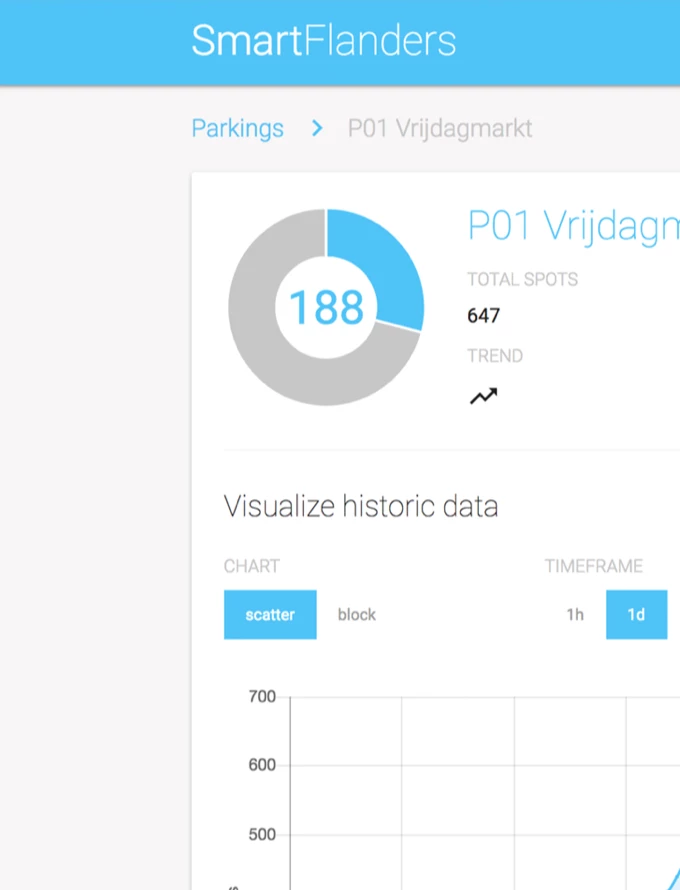 SmartFlanders
Parkings > P01 Vrijdagmarkt
188
P01 Vrijdagm
TOTAL SPOTS
647
TREND
Visualize historic data
CHART
TIMEFRAME
scatter block
1h 1d
700
600
500